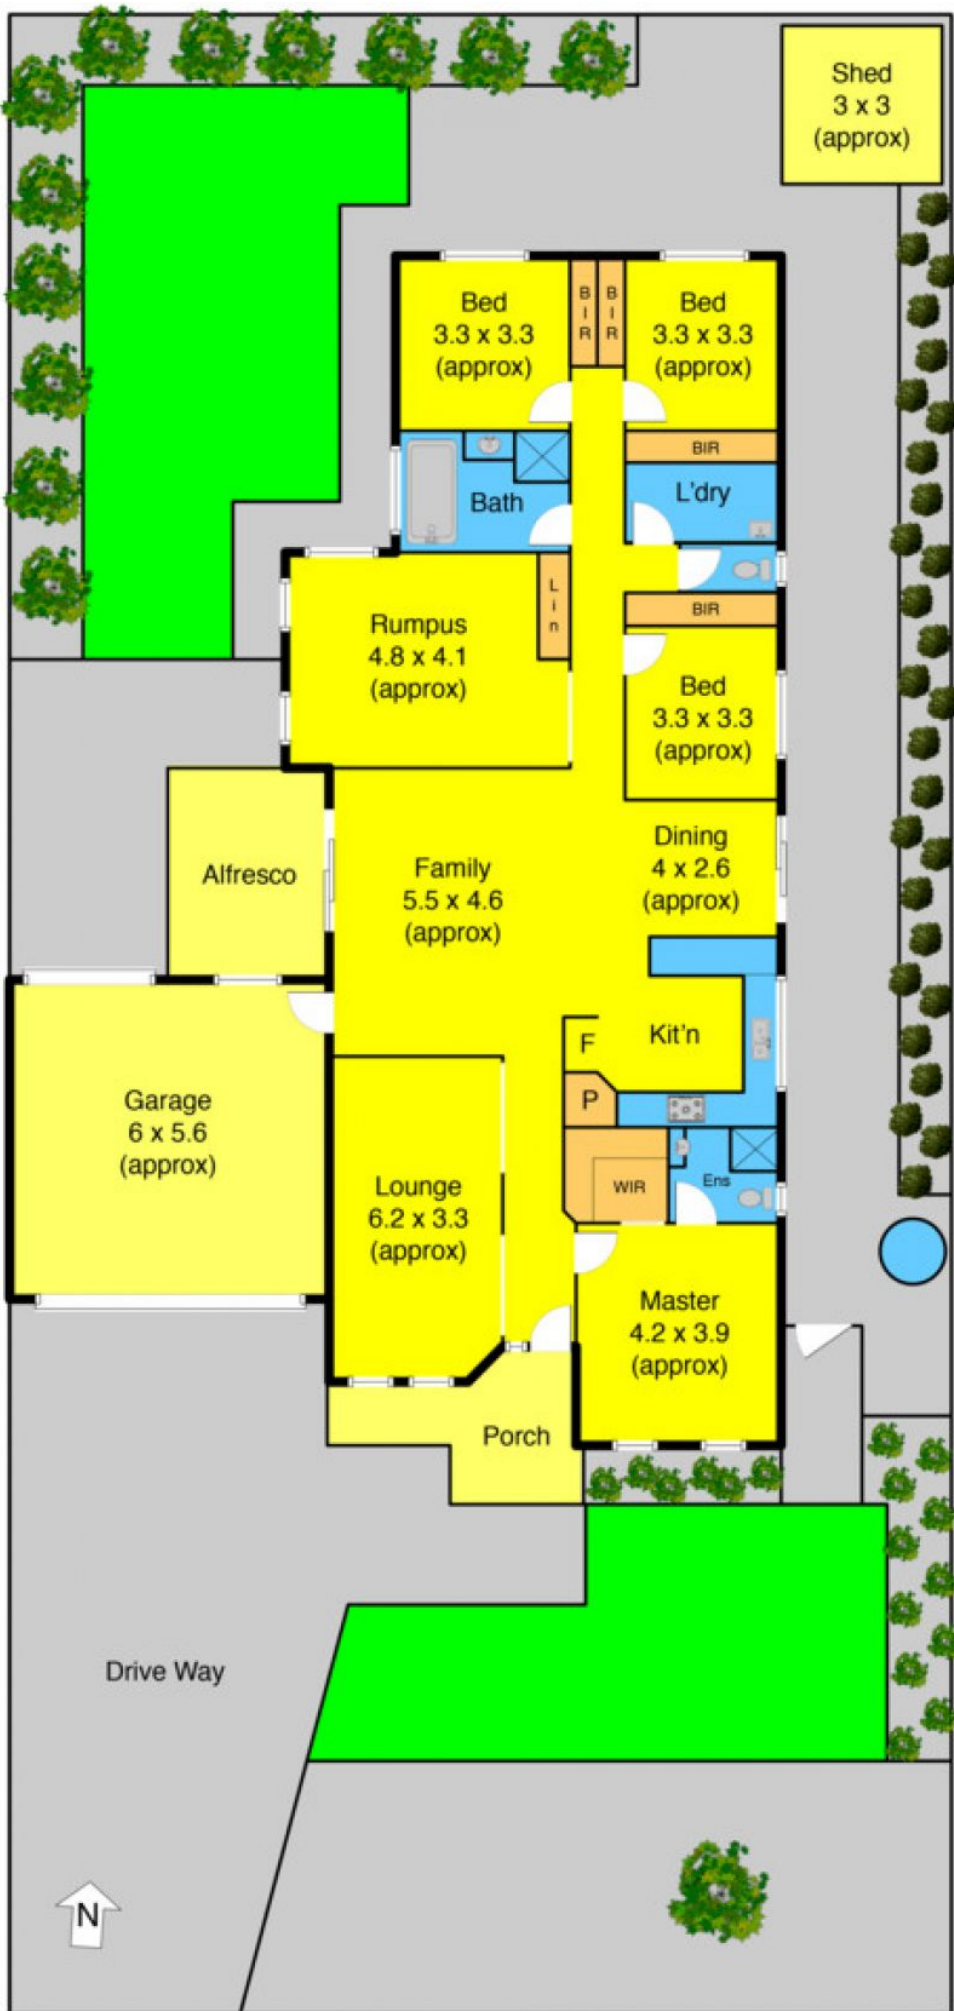 Shed
3 x 3
(approx)
Bed
3.3 x 3.3
(approx)
BIR
BIR
Bed
3.3 x 3.3
(approx)
BIR
Bath
L'dry
BIR
Lin
Rumpus
4.8 x 4.1
(approx)
Bed
3.3 x 3.3
(approx)
Alfresco
Family
5.5 x 4.6
(approx)
Dining
4 x 2.6
(approx)
F
Kit'n
P
Garage
6 x 5.6
(approx)
Lounge
6.2 x 3.3
(approx)
WIR
Ens
Master
4.2 x 3.9
(approx)
Porch
Drive Way
N